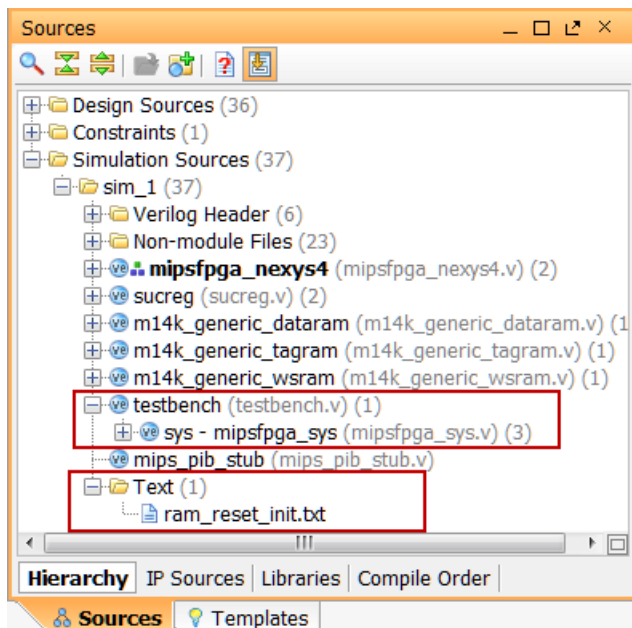 Sources
Design Sources (36)
Constraints (1)
Simulation Sources (37)
sim_1 (37)
Verilog Header (6)
Non-module Files (23)
mipsfpga_nexys4 (mipsfpga_nexys4.v) (2)
sucreg (sucreg.v) (2)
m14k_generic_dataram (m14k_generic_dataram.v) (1
m14k_generic_tagram (m14k_generic_tagram.v) (1)
m14k_generic_wsram (m14k_generic_wsram.v) (1)
testbench (testbench.v) (1)
sys - mipsfpga_sys (mipsfpga_sys.v) (3)
mips_pib_stub (mips_pib_stub.v)
Text (1)
ram_reset_init.txt
Hierarchy IP Sources Libraries Compile Order
Sources Templates